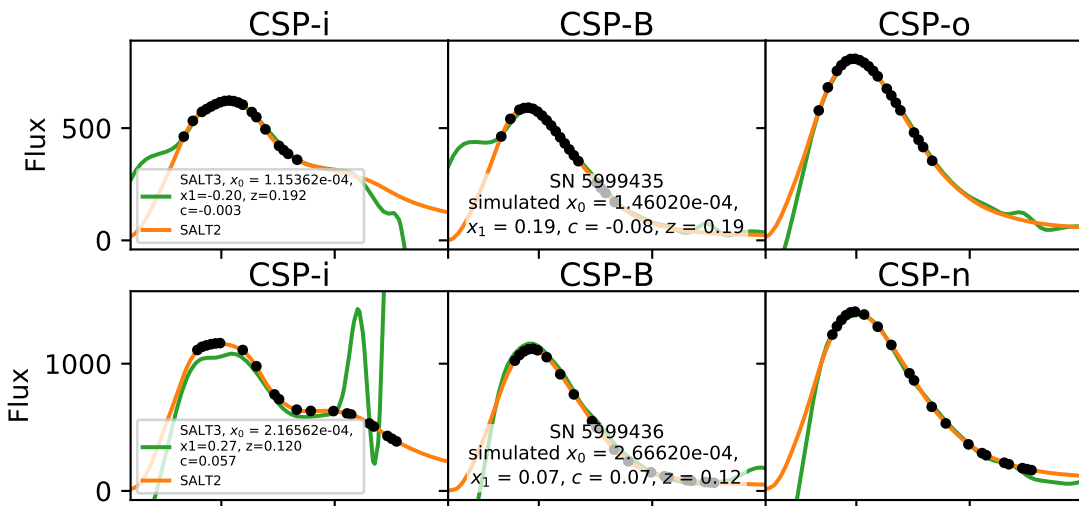 CSP-i CSP-B CSP-o
Flux
500
0
SALT3, x₀ = 1.15362e-04,
x1=-0.20, z=0.192
c=-0.003
SALT2
SN 5999435
simulated x₀ = 1.46020e-04,
x₁ = 0.19, c = -0.08, z = 0.19
CSP-i CSP-B CSP-n
Flux
1000
0
SALT3, x₀ = 2.16562e-04,
x1=0.27, z=0.120
c=0.057
SALT2
SN 5999436
simulated x₀ = 2.66620e-04,
x₁ = 0.07, c = 0.07, z = 0.12